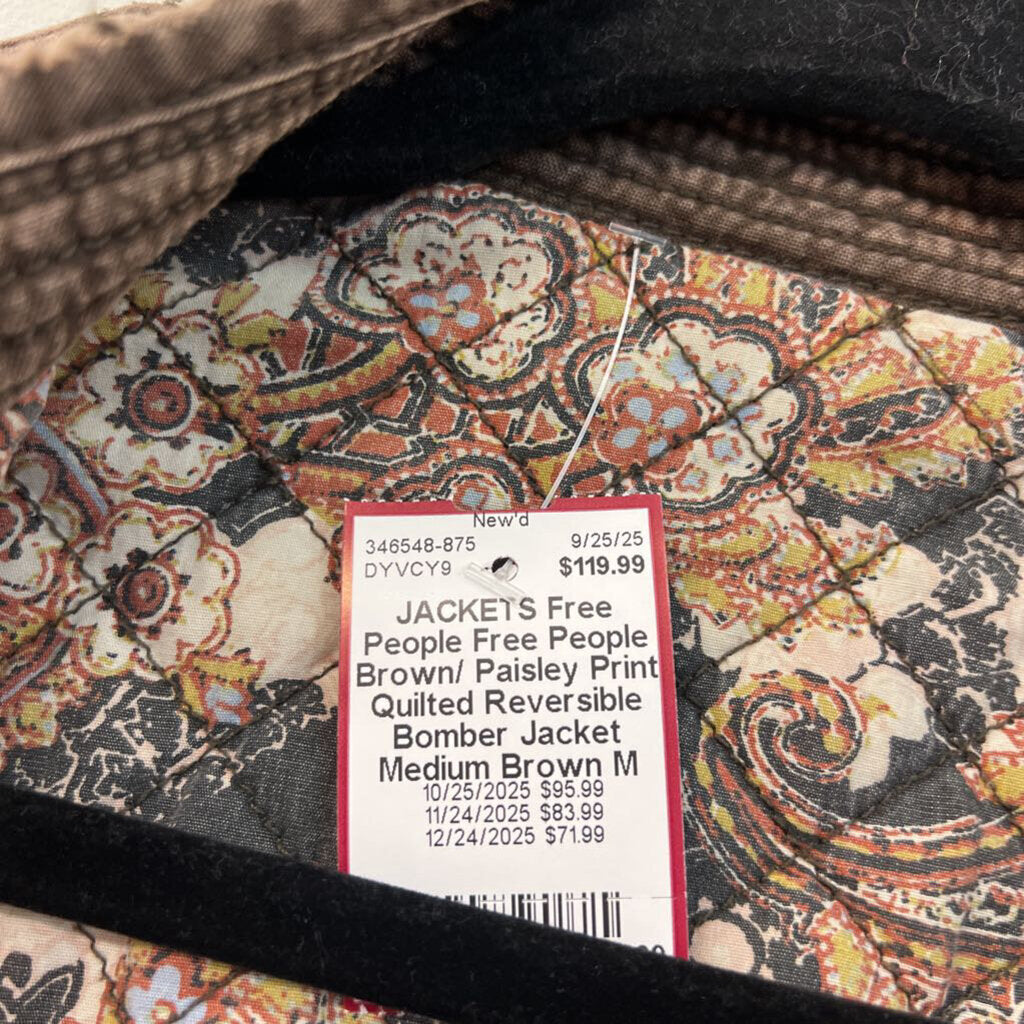 New'd
346548-875 9/25/25
DYVCY9 $119.99
JACKETS Free
People Free People
Brown/ Paisley Print
Quilted Reversible
Bomber Jacket
Medium Brown M
10/25/2025 $95.99
11/24/2025 $83.99
12/24/2025 $71.99